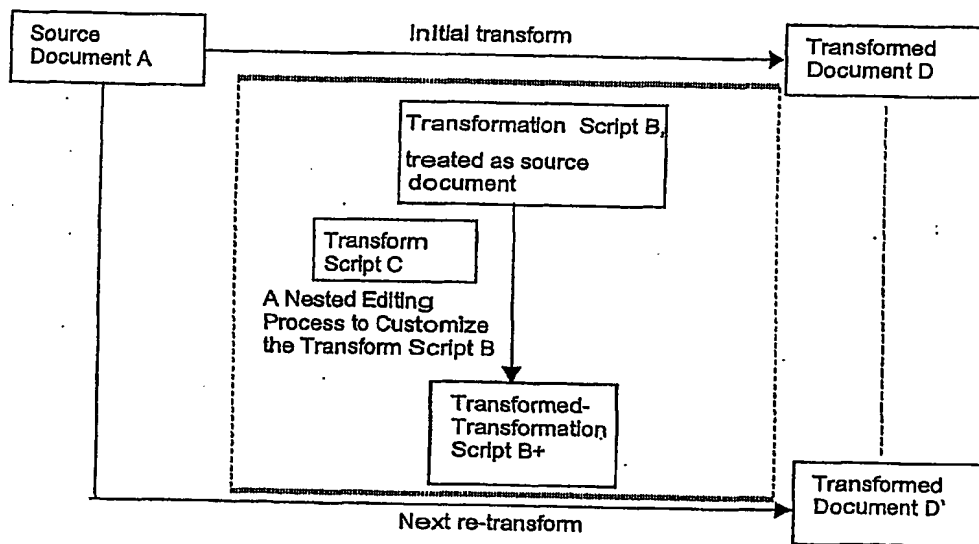 Source
Document A
Initial transform
Transformed
Document D
Transformation Script B,
treated as source
document
Transform
Script C
A Nested Editing
Process to Customize
the Transform Script B
Transformed-
Transformation
Script B+
Next re-transform
Transformed
Document D'